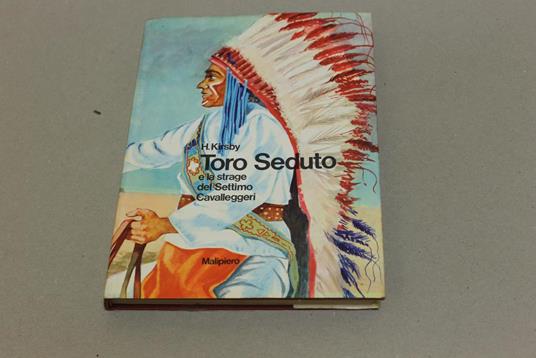 H. Kirsby
Toro Seduto
e la strage
del Settimo
Cavalleggeri
Malipiero